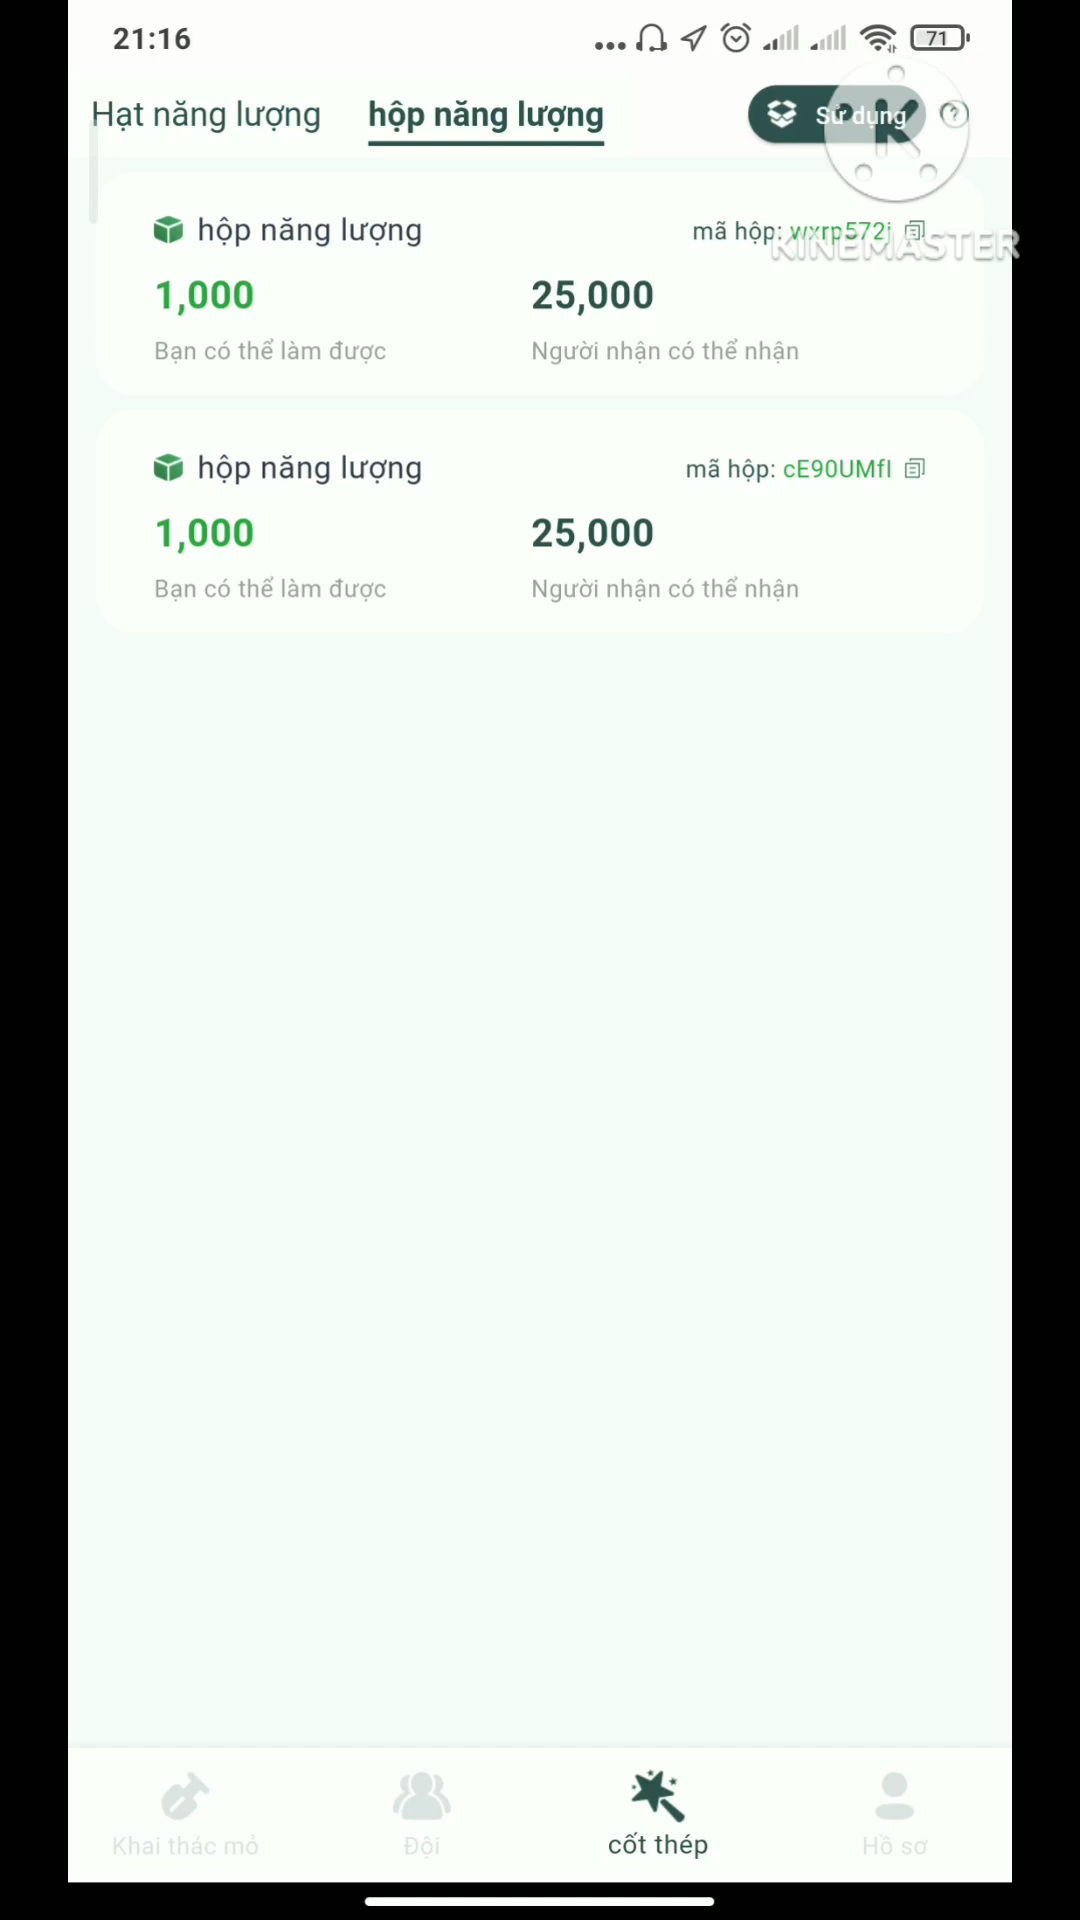 21:16
71
Hạt năng lượng
hộp năng lượng
Sử dụng
hộp năng lượng
mã hộp: wxrp572j
KINEMASTER
1,000
25,000
Bạn có thể làm được
Người nhận có thể nhận
hộp năng lượng
mã hộp: cE90UMfI
1,000
25,000
Bạn có thể làm được
Người nhận có thể nhận
Khai thác mỏ
Đội
cốt thép
Hồ sơ